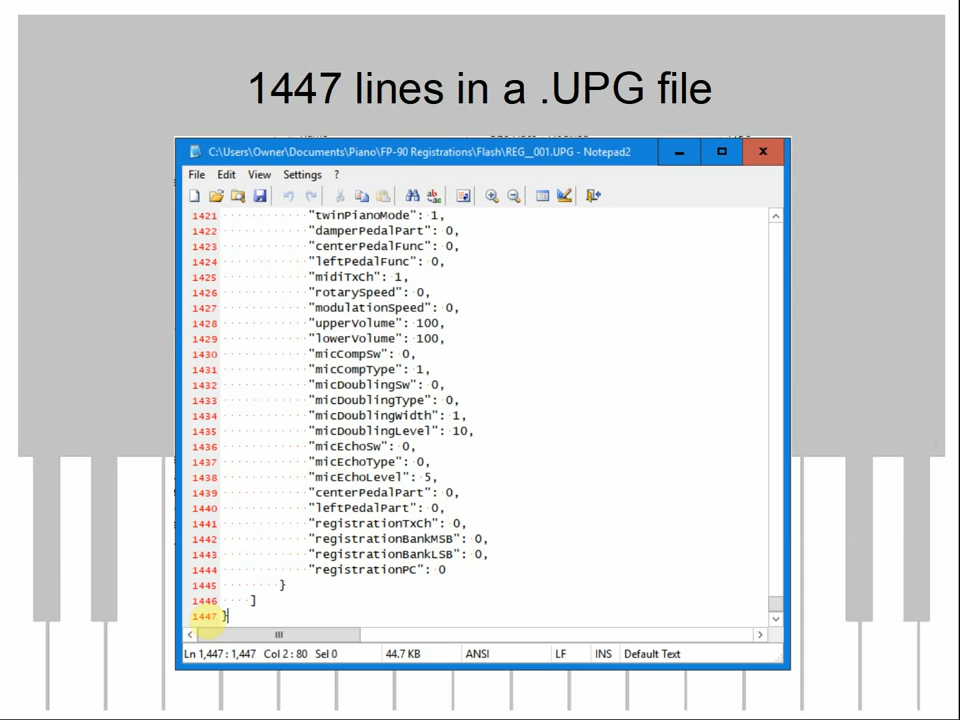 1447 lines in a .UPG file
C:\Users\Owner\Documents\Piano\FP-90 Registrations\Flash\REG_001.UPG - Notepad2
File Edit View Settings ?
1421 "twinPianoMode": 1,
1422 "damperPedalPart": 0,
1423 "centerPedalFunc": 0,
1424 "leftPedalFunc": 0,
1425 "midiTxCh": 1,
1426 "rotarySpeed": 0,
1427 "modulationSpeed": 0,
1428 "upperVolume": 100,
1429 "lowerVolume": 100,
1430 "micCompSw": 0,
1431 "micCompType": 1,
1432 "micDoublingSw": 0,
1433 "micDoublingType": 0,
1434 "micDoublingWidth": 1,
1435 "micDoublingLevel": 10,
1436 "micEchoSw": 0,
1437 "micEchoType": 0,
1438 "micEchoLevel": 5,
1439 "centerPedalPart": 0,
1440 "leftPedalPart": 0,
1441 "registrationTxCh": 0,
1442 "registrationBankMSB": 0,
1443 "registrationBankLSB": 0,
1444 "registrationPC": 0
1445 }
1446 ]
1447 }
Ln 1,447 : 1,447 Col 2 : 80 Sel 0 44.7 KB ANSI LF INS Default Text